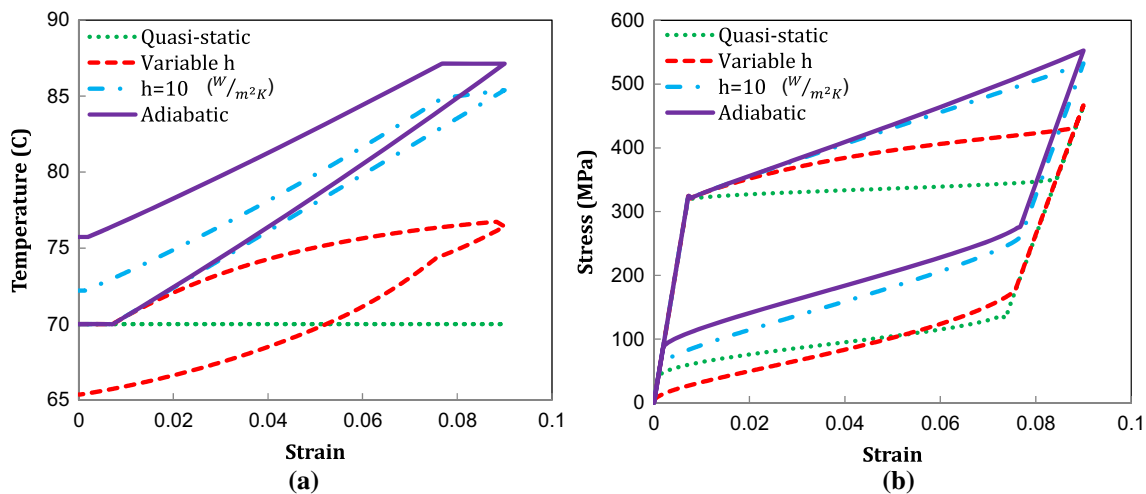 90
85
80
75
70
65
Temperature (C)
Quasi-static
Variable h
h=10 (W/m²K)
Adiabatic
0
0.02
0.04
0.06
0.08
0.1
Strain
(a)
600
500
400
300
200
100
0
Stress (MPa)
Quasi-static
Variable h
h=10 (W/m²K)
Adiabatic
0
0.02
0.04
0.06
0.08
0.1
Strain
(b)